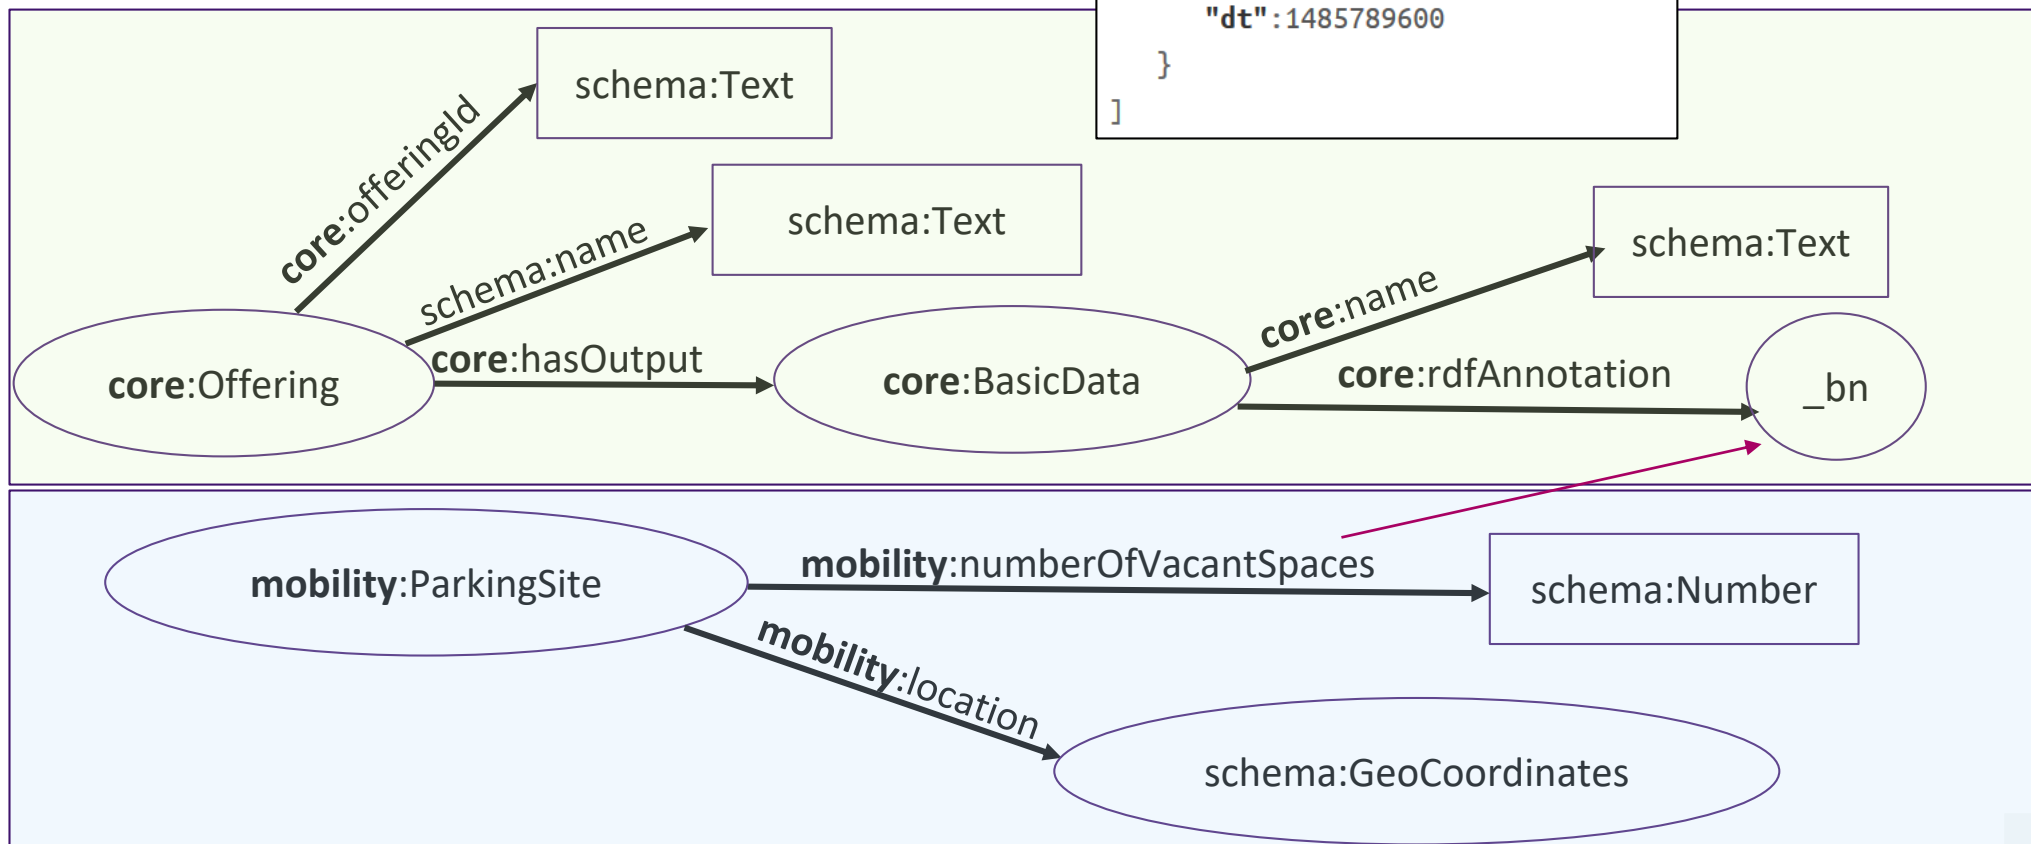 "dt":1485789600
}
]
schema:Text
core:offeringId
schema:Text
schema:name
schema:Text
core:name
core:Offering
core:hasOutput
core:BasicData
core:rdfAnnotation
_bn
mobility:ParkingSite
mobility:numberOfVacantSpaces
schema:Number
mobility:location
schema:GeoCoordinates